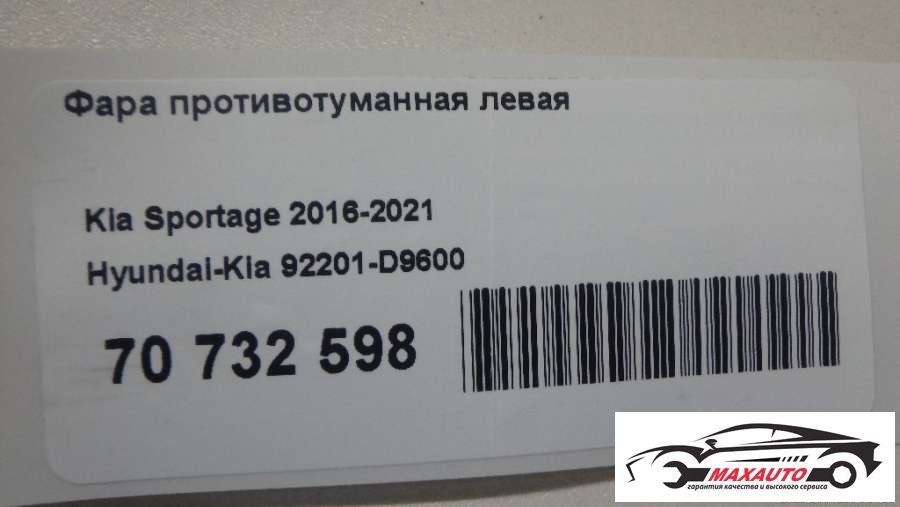 Фара противотуманная левая
Kia Sportage 2016-2021
Hyundai-Kia 92201-D9600
70 732 598
MAXAUTO
гарантия качества и высокого сервиса